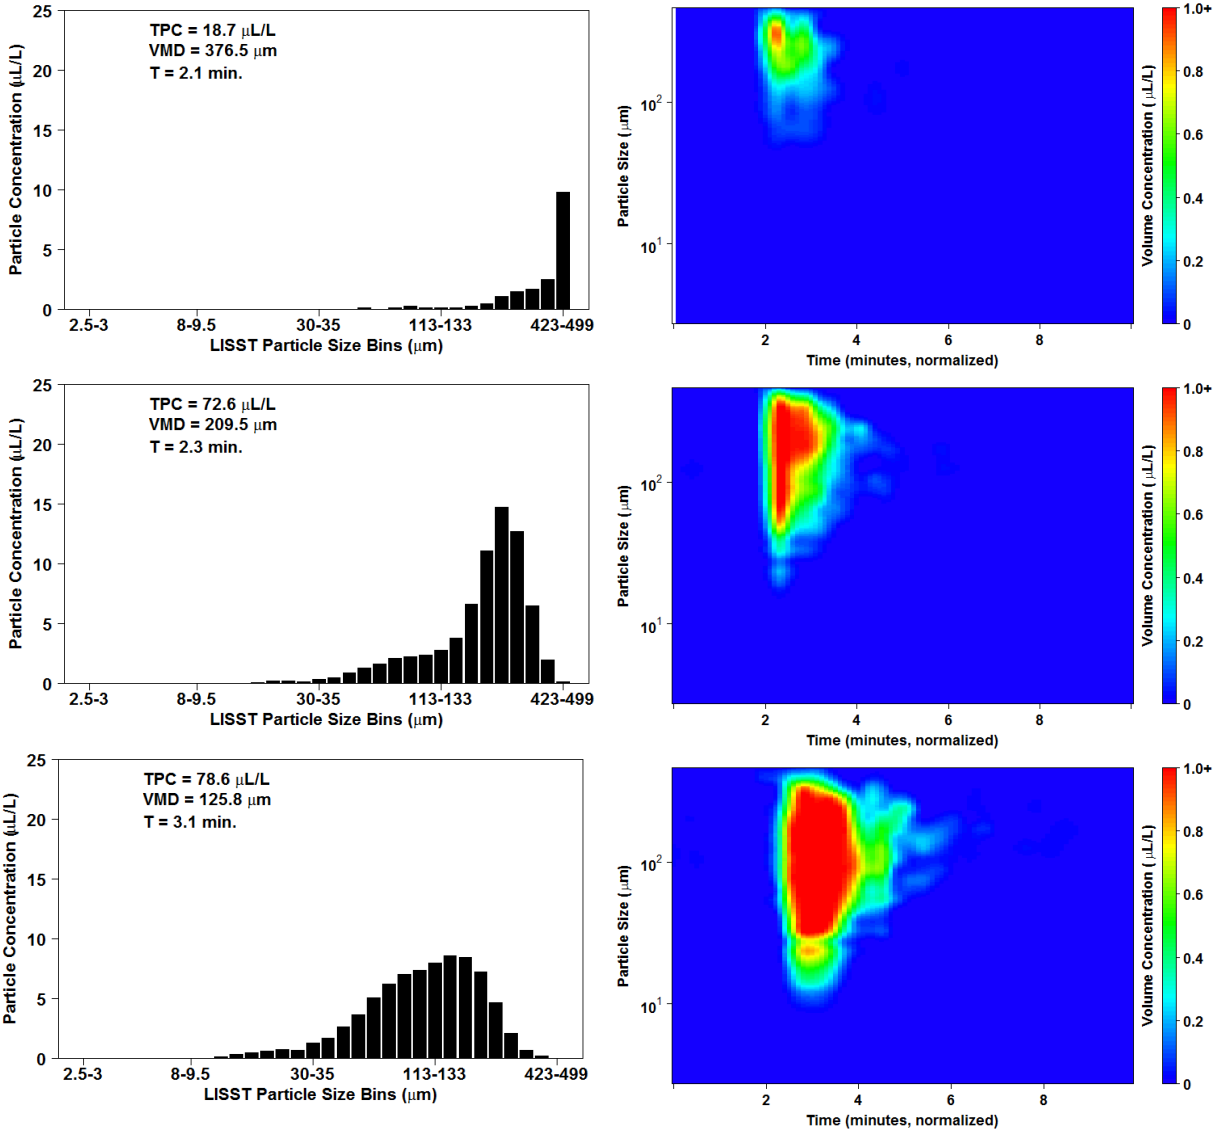 25
20
15
10
5
0
Particle Concentration (μL/L)
TPC = 18.7 μL/L
VMD = 376.5 μm
T = 2.1 min.
2.5-3 8-9.5 30-35 113-133 423-499
LISST Particle Size Bins (μm)
Particle Size (μm)
10²
10¹
2 4 6 8
Time (minutes, normalized)
Volume Concentration ( μL/L)
1.0+
0.8
0.6
0.4
0.2
0
25
20
15
10
5
0
Particle Concentration (μL/L)
TPC = 72.6 μL/L
VMD = 209.5 μm
T = 2.3 min.
2.5-3 8-9.5 30-35 113-133 423-499
LISST Particle Size Bins (μm)
Particle Size (μm)
10²
10¹
2 4 6 8
Time (minutes, normalized)
Volume Concentration ( μL/L)
1.0+
0.8
0.6
0.4
0.2
0
25
20
15
10
5
0
Particle Concentration (μL/L)
TPC = 78.6 μL/L
VMD = 125.8 μm
T = 3.1 min.
2.5-3 8-9.5 30-35 113-133 423-499
LISST Particle Size Bins (μm)
Particle Size (μm)
10²
10¹
2 4 6 8
Time (minutes, normalized)
Volume Concentration ( μL/L)
1.0+
0.8
0.6
0.4
0.2
0